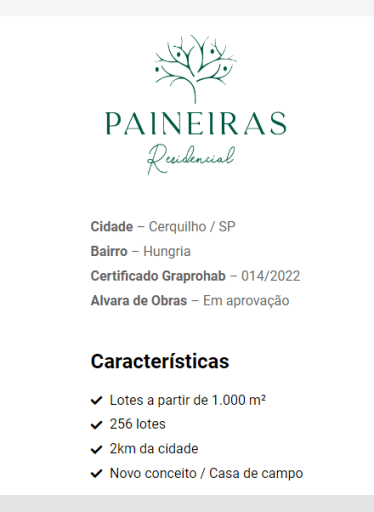 PAINEIRAS
Residencial
Cidade – Cerquilho / SP
Bairro – Hungria
Certificado Graprohab – 014/2022
Alvara de Obras – Em aprovação
Características
Lotes a partir de 1.000 m²
256 lotes
2km da cidade
Novo conceito / Casa de campo